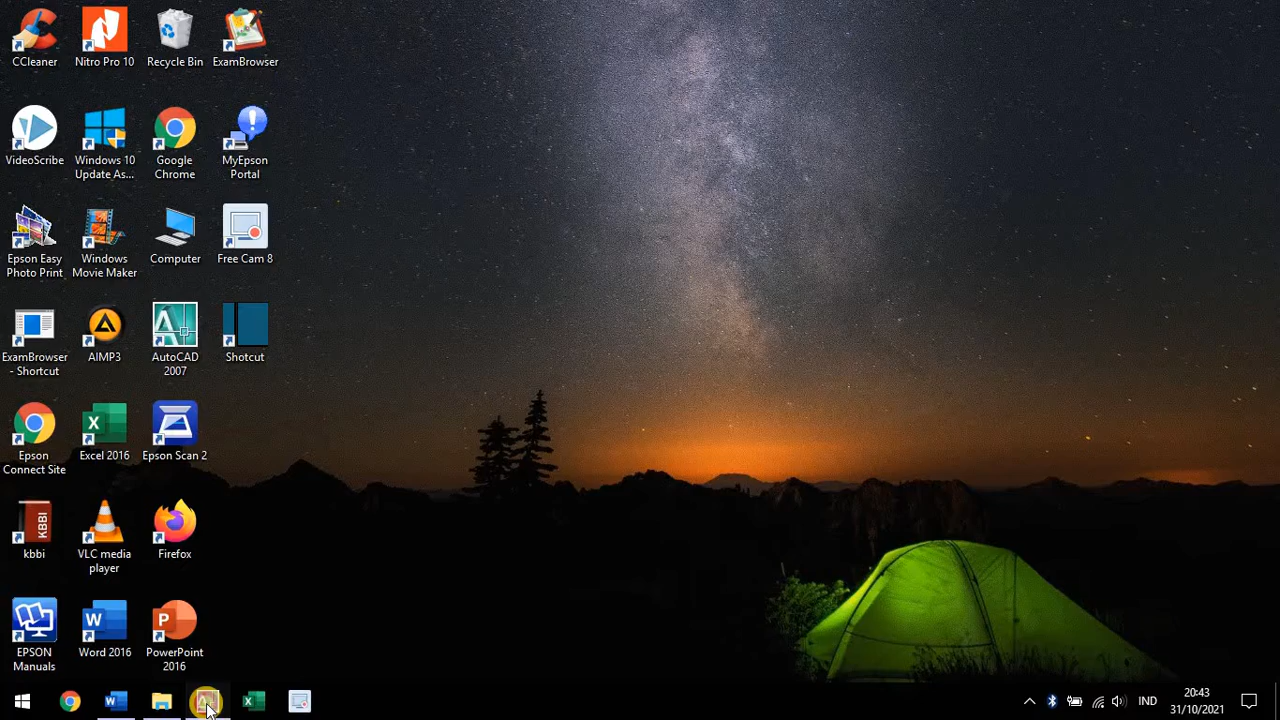 CCleaner
Nitro Pro 10
Recycle Bin
ExamBrowser
VideoScribe
Windows 10
Update As...
Google
Chrome
MyEpson
Portal
Epson Easy
Photo Print
Windows
Movie Maker
Computer
Free Cam 8
ExamBrowser
- Shortcut
AIMP3
AutoCAD
2007
Shotcut
Epson
Connect Site
Excel 2016
Epson Scan 2
KBBI
kbbi
VLC media
player
Firefox
EPSON
Manuals
Word 2016
PowerPoint
2016
IND
20:43
31/10/2021